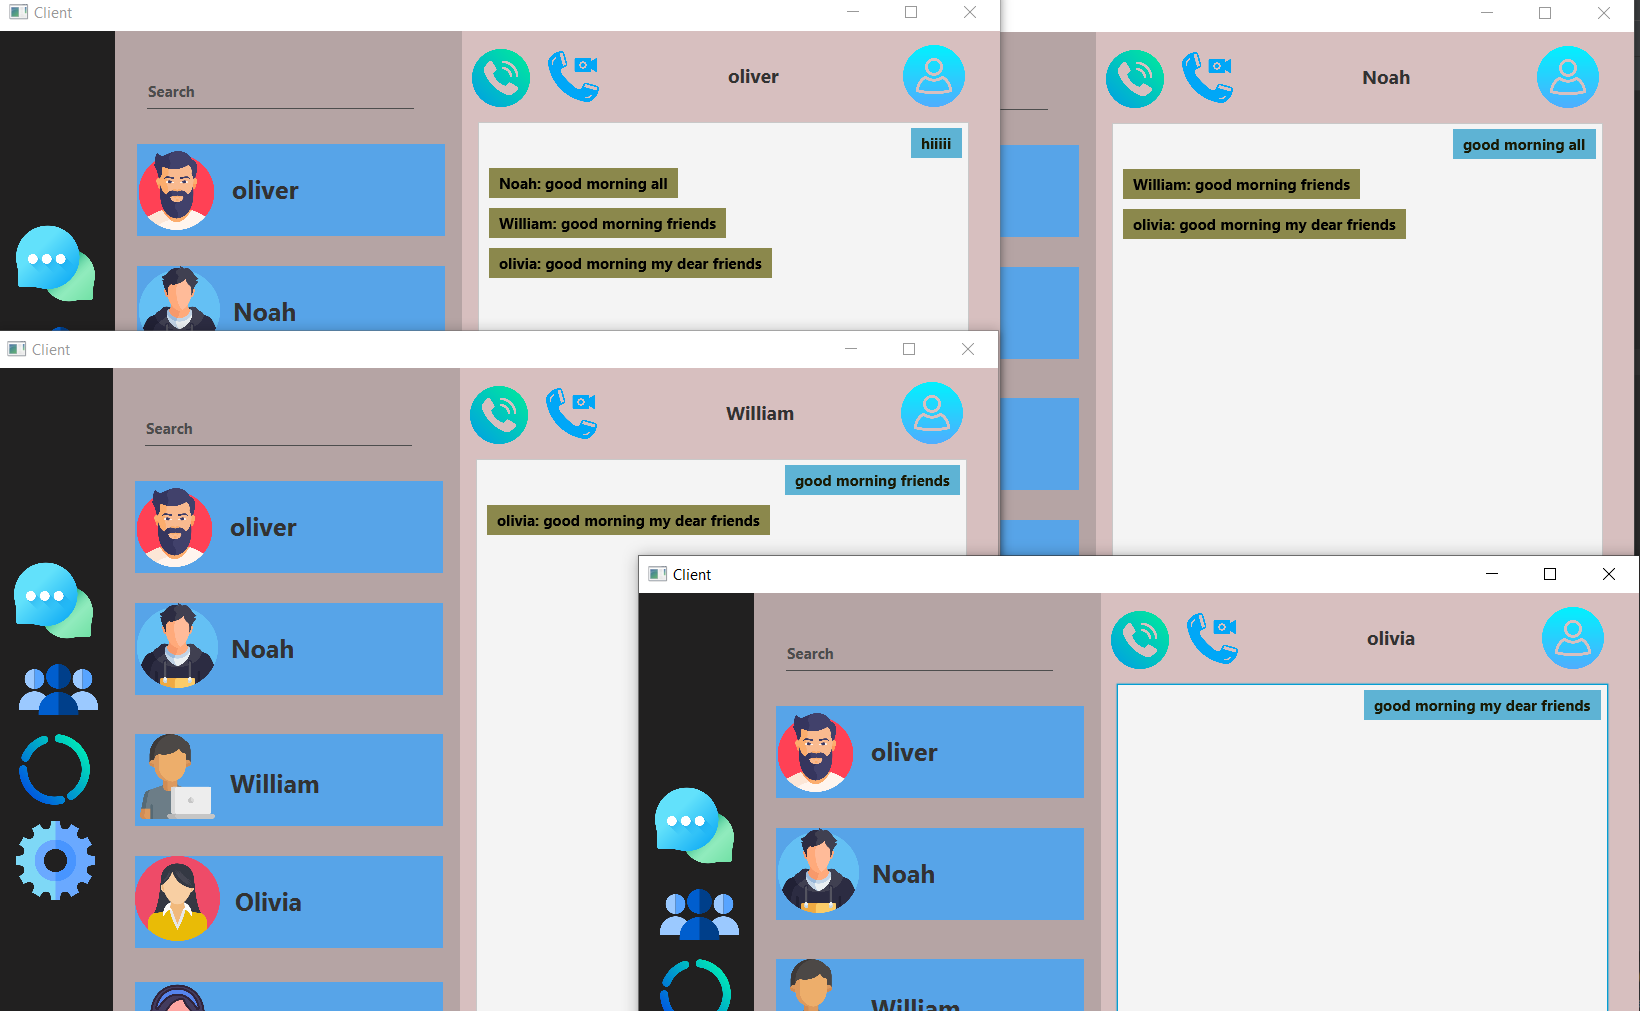 Client
Search
oliver
Noah
oliver
hiiiii
Noah: good morning all
William: good morning friends
olivia: good morning my dear friends
Noah
good morning all
William: good morning friends
olivia: good morning my dear friends
Client
Search
oliver
Noah
William
Olivia
William
good morning friends
olivia: good morning my dear friends
Client
Search
oliver
Noah
William
olivia
good morning my dear friends